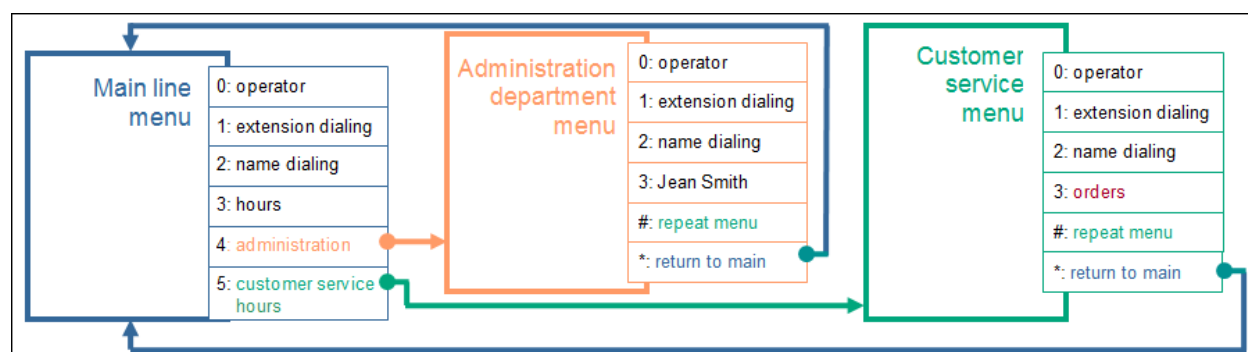 Main line
menu
0: operator
1: extension dialing
2: name dialing
3: hours
4: administration
5: customer service
hours
Administration
department
menu
0: operator
1: extension dialing
2: name dialing
3: Jean Smith
#: repeat menu
*: return to main
Customer
service
menu
0: operator
1: extension dialing
2: name dialing
3: orders
#: repeat menu
*: return to main